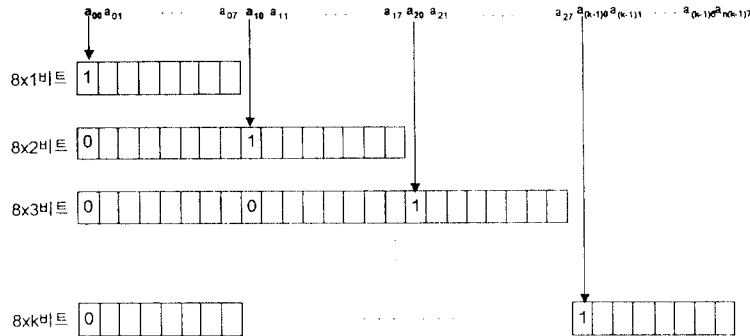 a00 a01 ... a07 a10 a11 ... a17 a20 a21 ... a27 a(k-1)0 a(k-1)1 ...
8x1비트 1
8x2비트 0 1
8x3비트 0 0 1
8xk비트 0 1